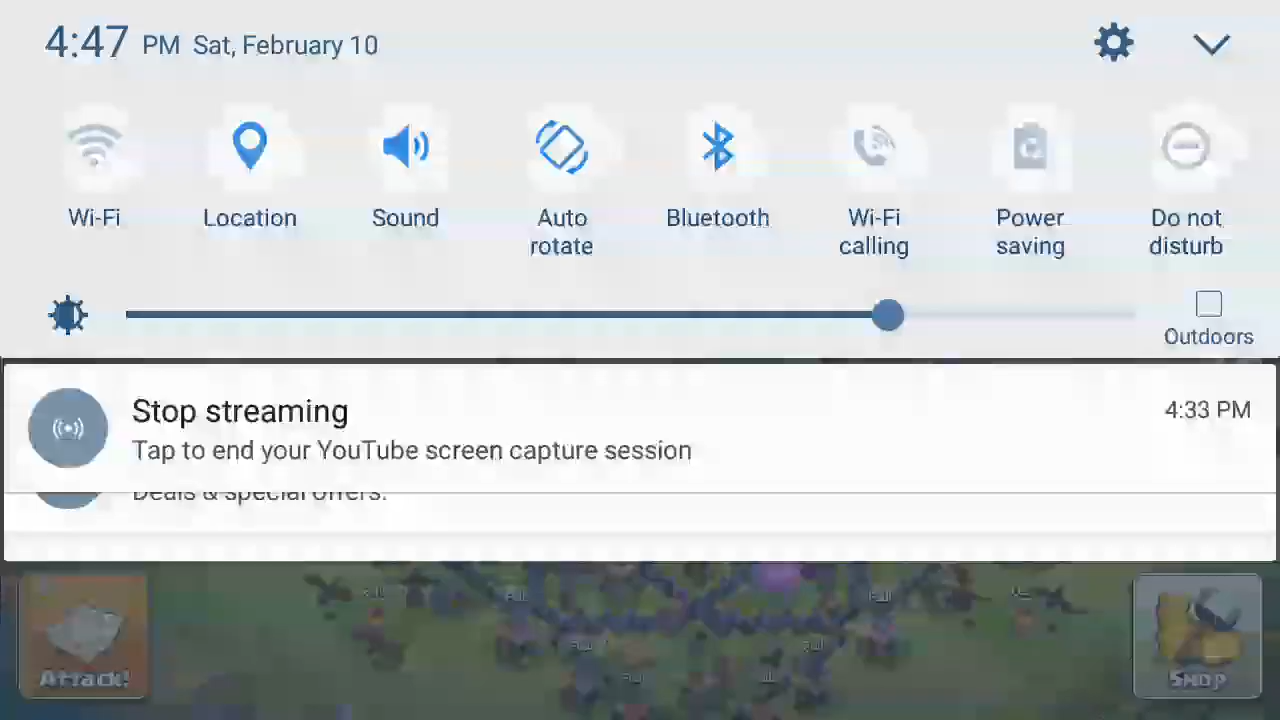 4:47 PM Sat, February 10
Wi-Fi Location Sound Auto rotate Bluetooth Wi-Fi calling Power saving Do not disturb
Outdoors
Stop streaming 4:33 PM
Tap to end your YouTube screen capture session
Deals & special offers.
Attack!
Shop